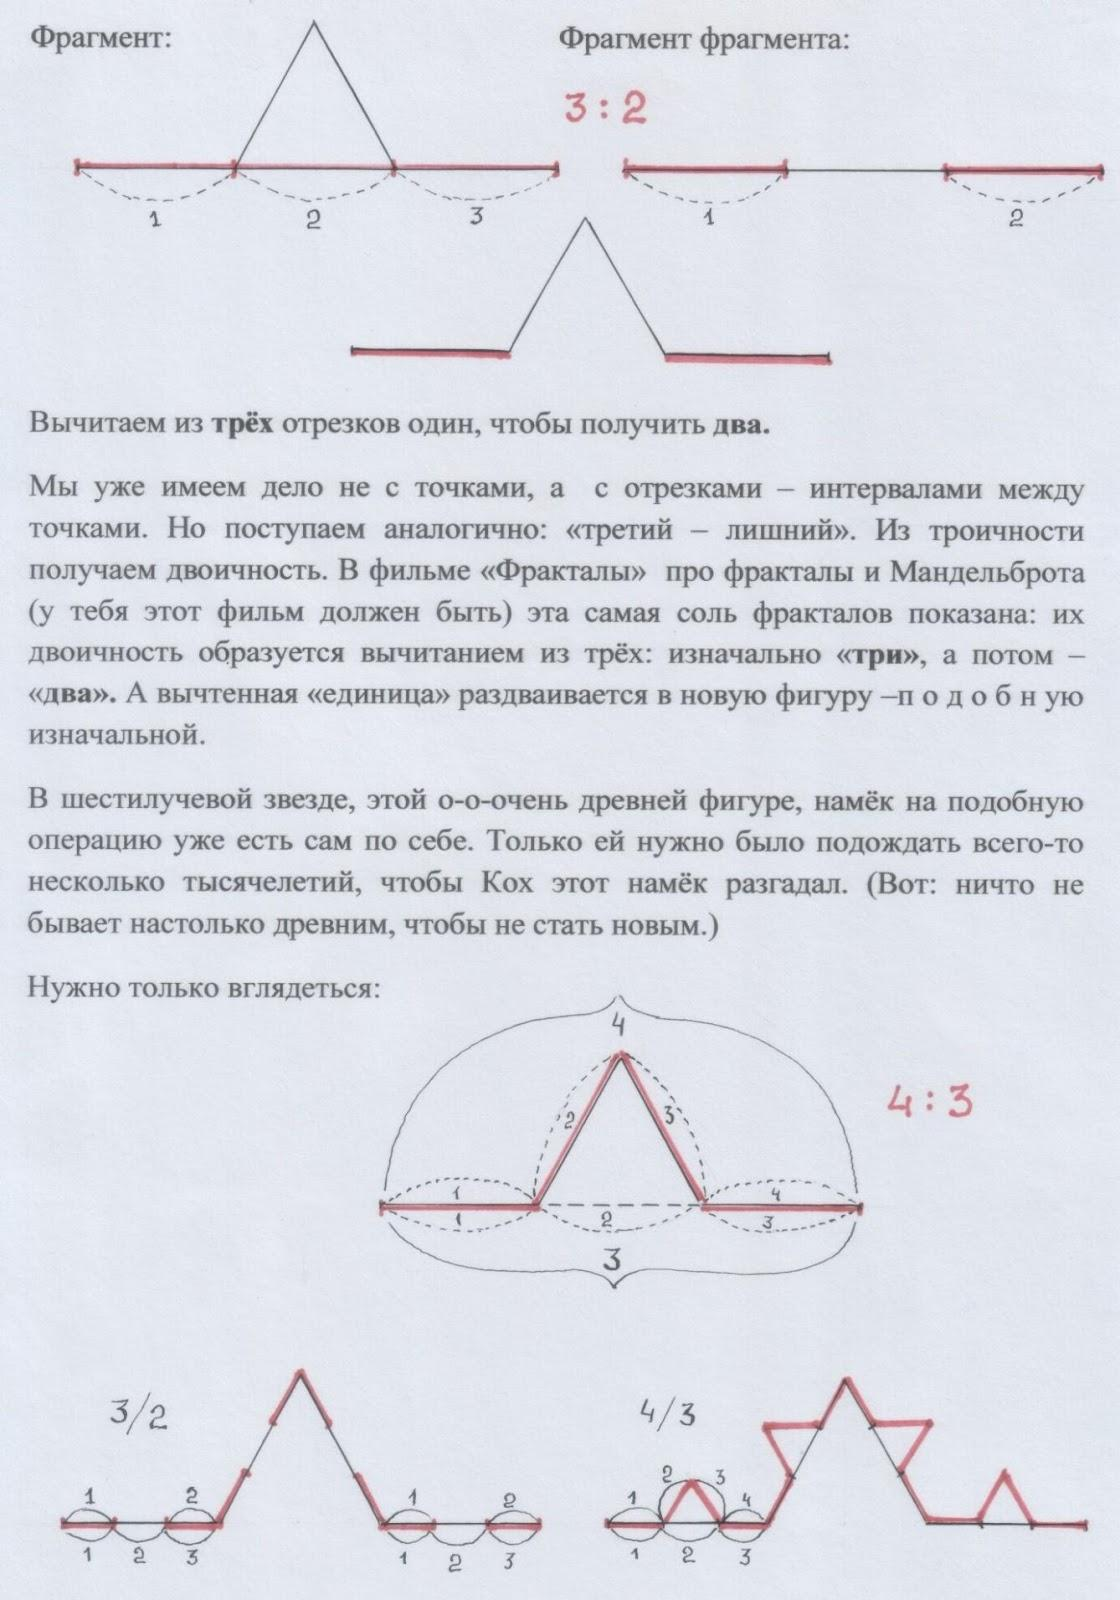 Фрагмент:
Фрагмент фрагмента:
3 : 2
1
2
3
1
2
Вычитаем из трёх отрезков один, чтобы получить два.
Мы уже имеем дело не с точками, а с отрезками – интервалами между
точками. Но поступаем аналогично: «третий – лишний». Из троичности
получаем двоичность. В фильме «Фракталы» про фракталы и Мандельброта
(у тебя этот фильм должен быть) эта самая соль фракталов показана: их
двоичность образуется вычитанием из трёх: изначально «три», а потом –
«два». А вычтенная «единица» раздваивается в новую фигуру –п о д о б н ую
изначальной.
В шестилучевой звезде, этой о-о-очень древней фигуре, намёк на подобную
операцию уже есть сам по себе. Только ей нужно было подождать всего-то
несколько тысячелетий, чтобы Кох этот намёк разгадал. (Вот: ничто не
бывает настолько древним, чтобы не стать новым.)
Нужно только вглядеться:
4
4 : 3
2
3
1
4
1
2
3
3
3/2
4/3
1
2
1
2
1
2
3
1
2
3
1
2
3
4
1
2
3